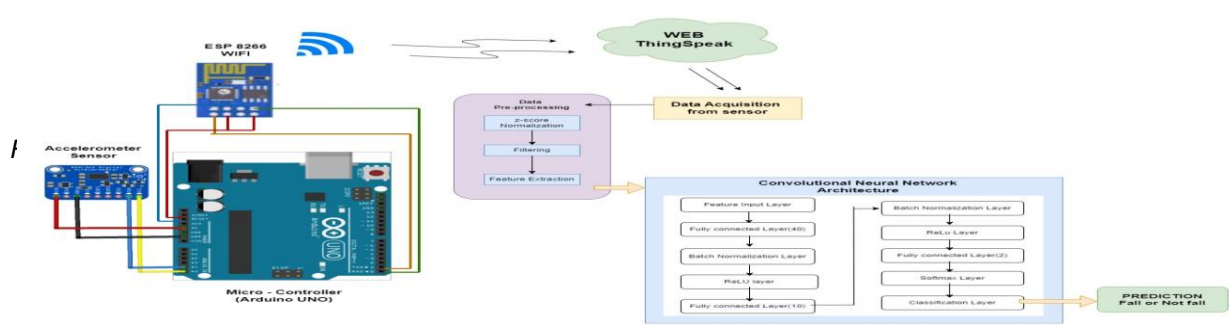 ESP 8266
WIFI
WEB
ThingSpeak
Data Acquisition
from sensor
Data
Pre-processing
z-score
Normalization
Filtering
Feature Extraction
Accelerometer
Sensor
UNO
ARDUINO
Micro - Controller
(Arduino UNO)
Convolutional Neural Network
Architecture
Feature Input Layer
Fully connected Layer(40)
Batch Normalization Layer
ReLU layer
Fully connected Layer(10)
Batch Normalization Layer
ReLu Layer
Fully connected Layer(2)
Softmax Layer
Classification Layer
PREDICTION
Fall or Not fall